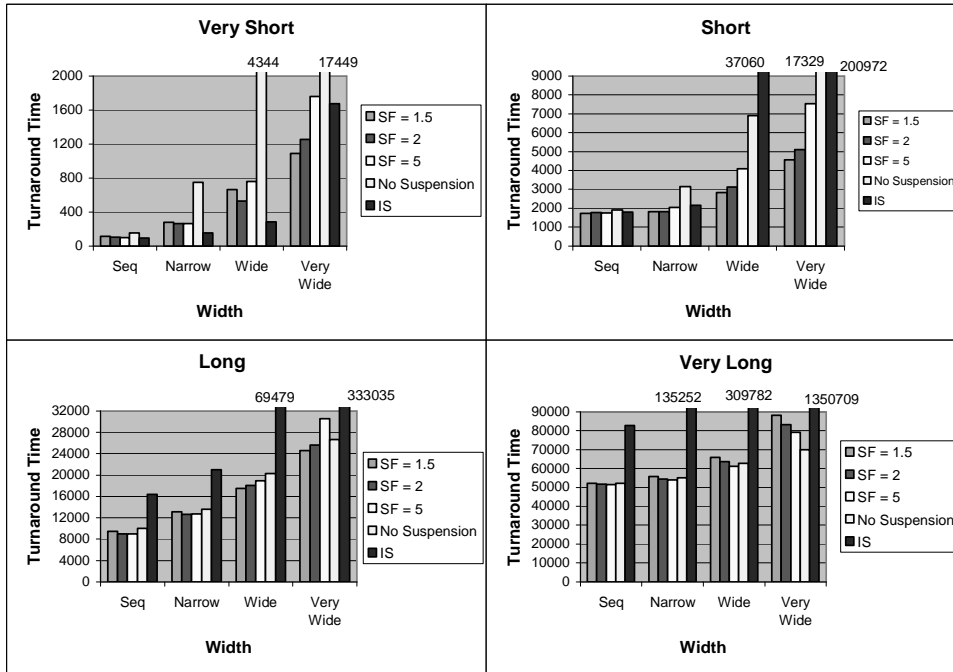 Very Short
4344
17449
2000
1600
1200
800
400
0
Turnaround Time
Seq
Narrow
Wide
Very
Wide
Width
SF = 1.5
SF = 2
SF = 5
No Suspension
IS
Short
37060
17329
200972
9000
8000
7000
6000
5000
4000
3000
2000
1000
0
Turnaround Time
Seq
Narrow
Wide
Very
Wide
Width
SF = 1.5
SF = 2
SF = 5
No Suspension
IS
Long
69479
333035
32000
28000
24000
20000
16000
12000
8000
4000
0
Turnaround Time
Seq
Narrow
Wide
Very
Wide
Width
SF = 1.5
SF = 2
SF = 5
No Suspension
IS
Very Long
135252
309782
1350709
90000
80000
70000
60000
50000
40000
30000
20000
10000
0
Turnaround Time
Seq
Narrow
Wide
Very
Wide
Width
SF = 1.5
SF = 2
SF = 5
No Suspension
IS